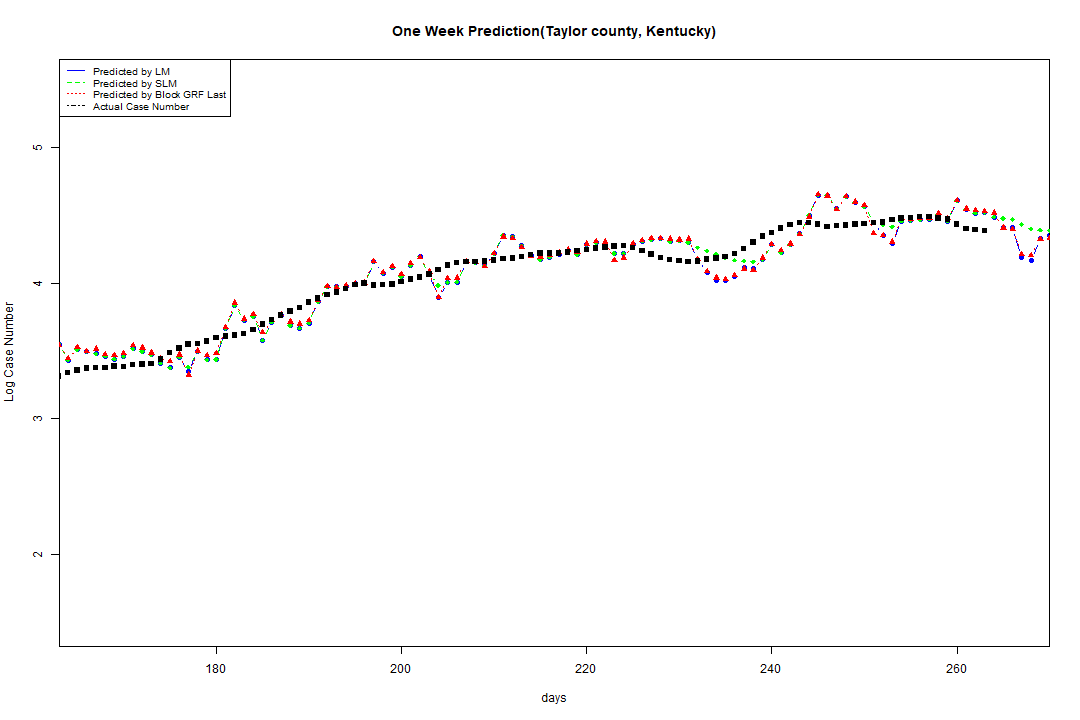 One Week Prediction(Taylor county, Kentucky)
Predicted by LM
Predicted by SLM
Predicted by Block GRF Last
Actual Case Number
5
4
3
2
Log Case Number
180 200 220 240 260
days